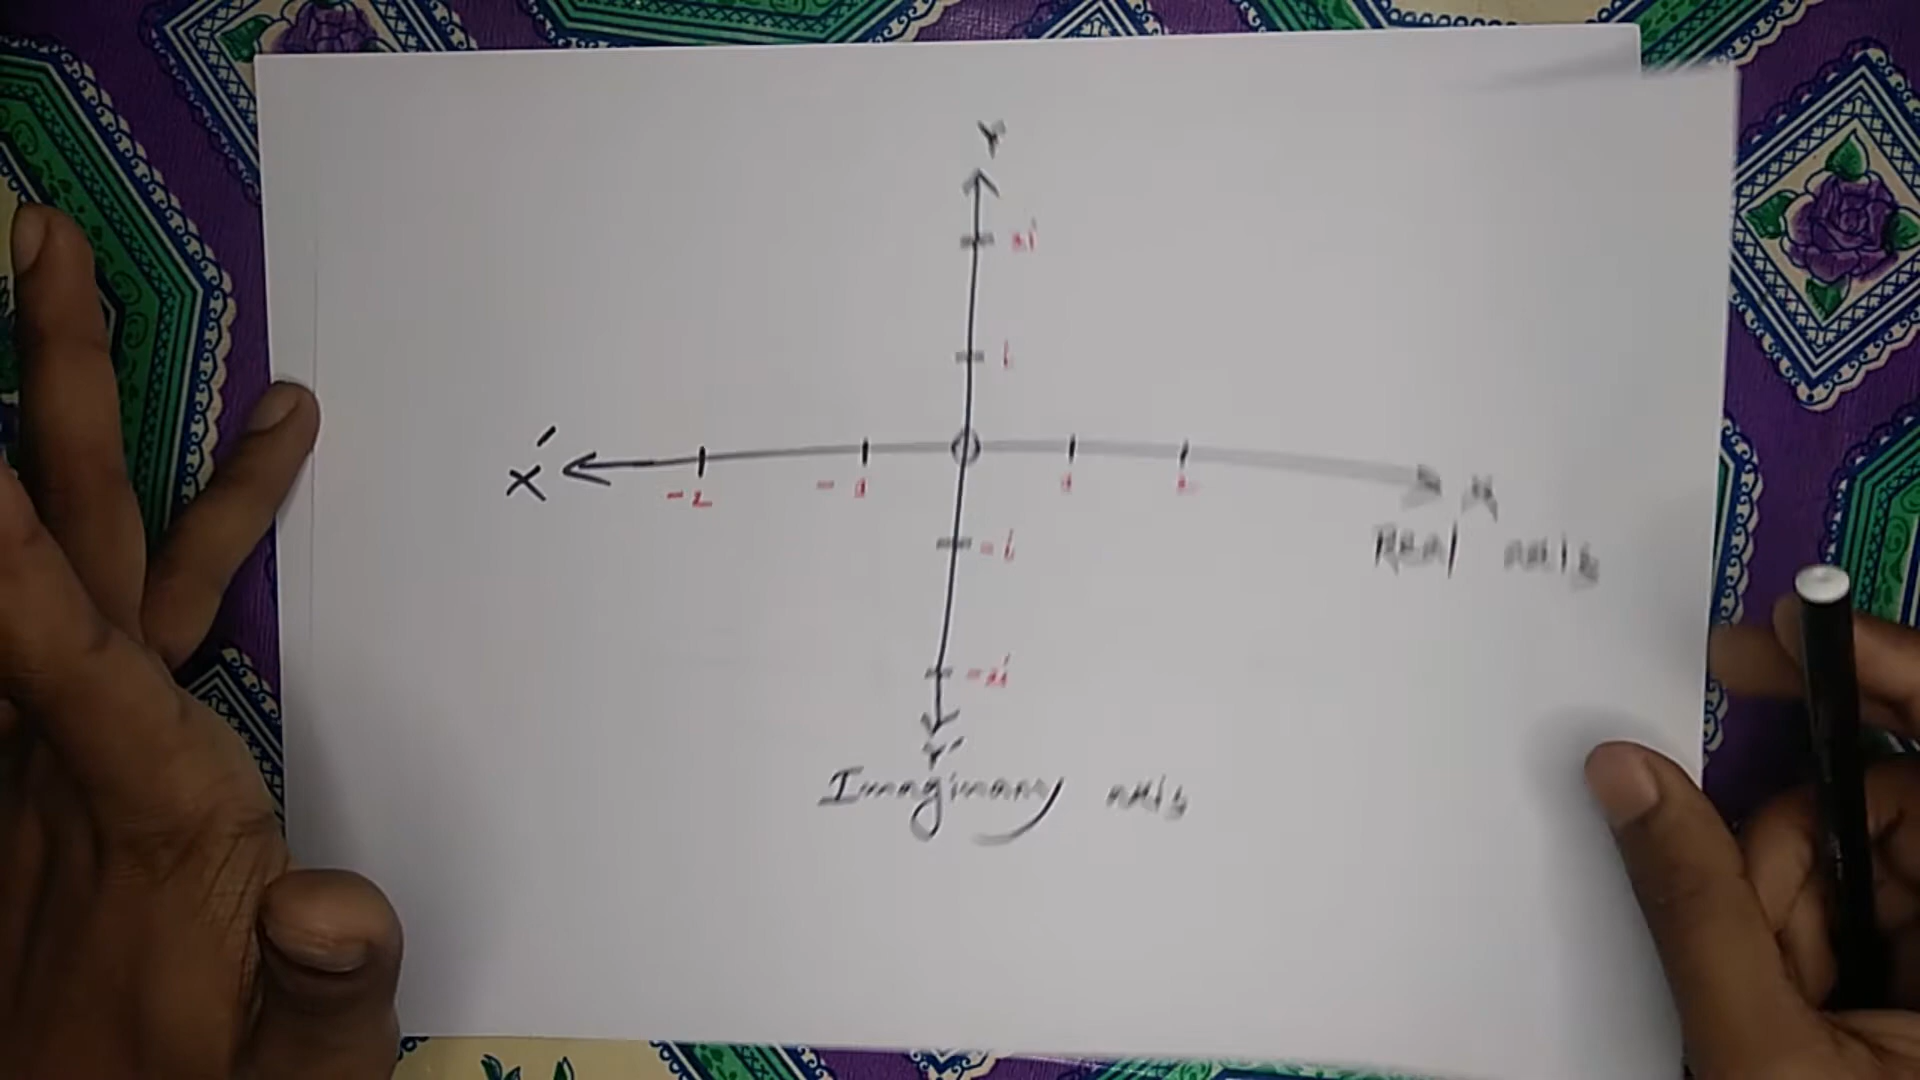 Y
2i
i
X'
-2
-1
1
2
X
Real axis
-i
-2i
Y'
Imaginary axis